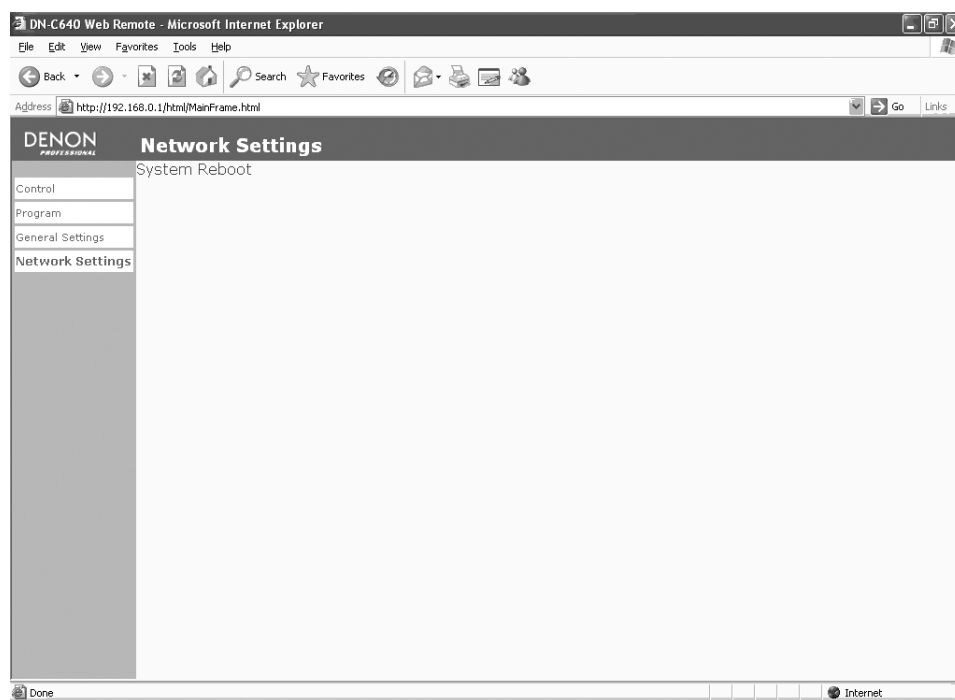 DN-C640 Web Remote - Microsoft Internet Explorer
File Edit View Favorites Tools Help
Back Search Favorites
Address http://192.168.0.1/html/MainFrame.html Go Links
DENON
PROFESSIONAL
Network Settings
System Reboot
Control
Program
General Settings
Network Settings
Done Internet